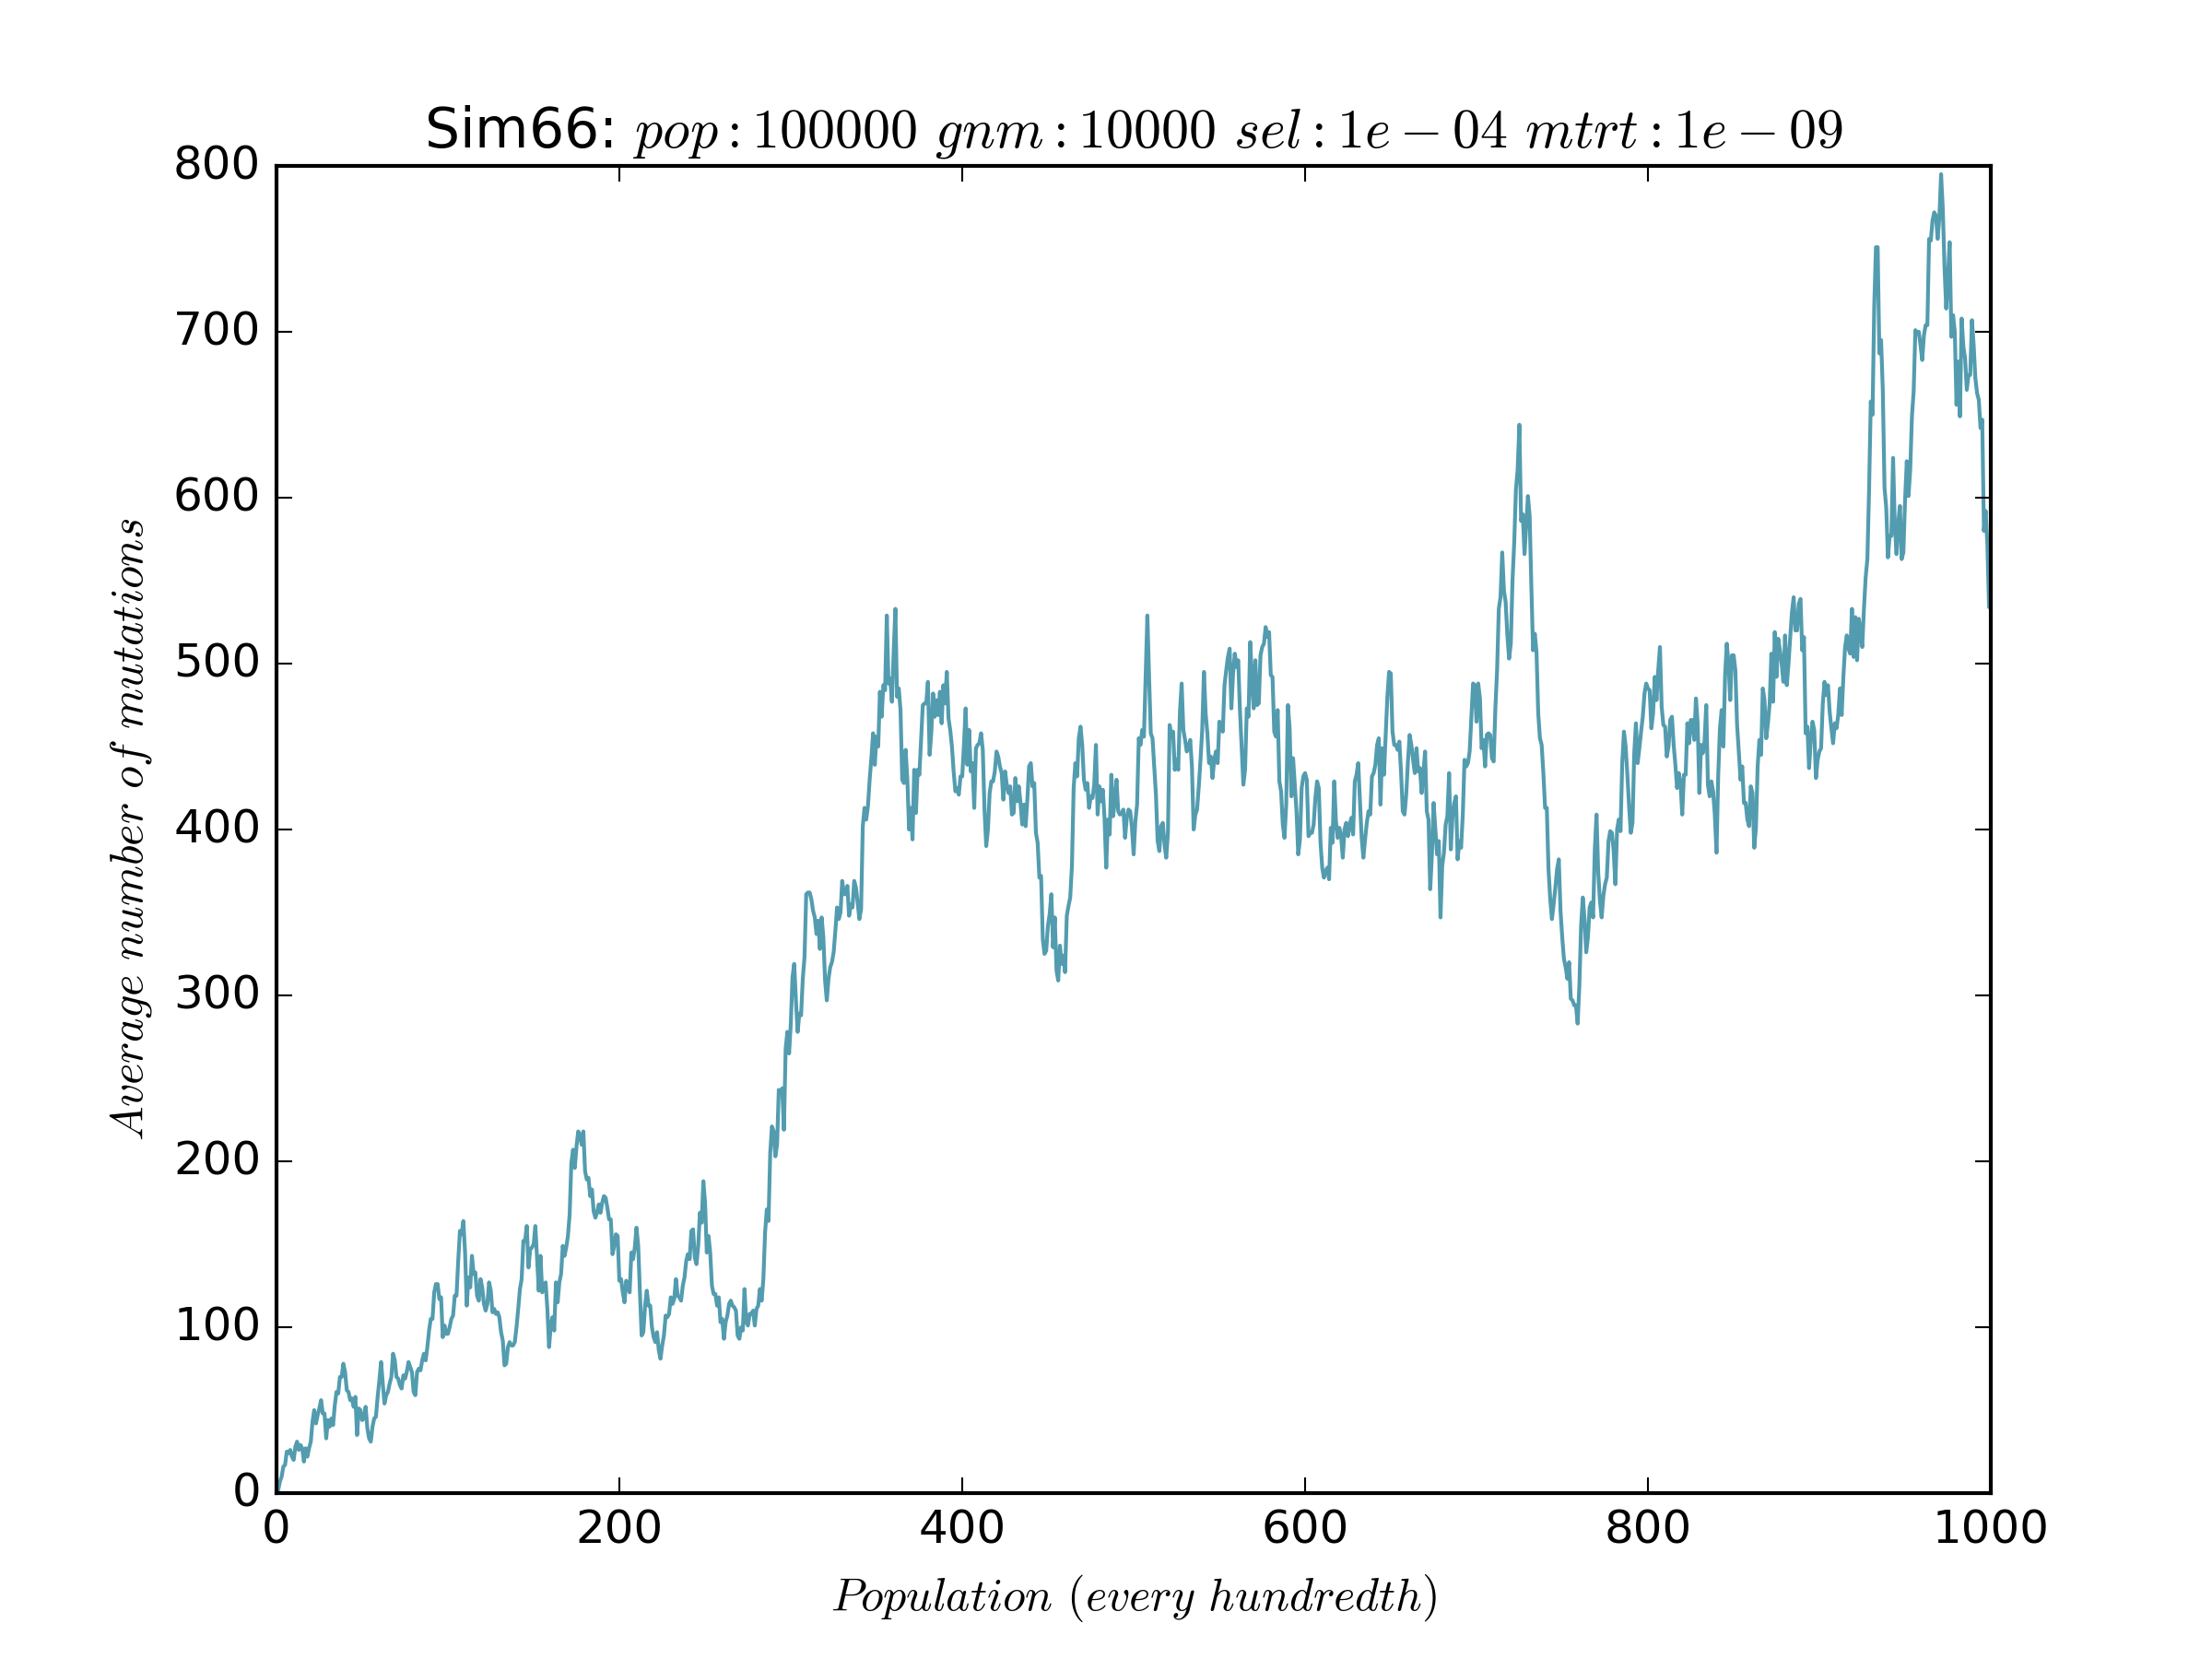 Sim66: pop : 100000 gnm : 10000 sel : 1e − 04 mtrt : 1e − 09
800
700
600
500
400
300
200
100
0
Average number of mutations
0 200 400 600 800 1000
Population (every hundredth)